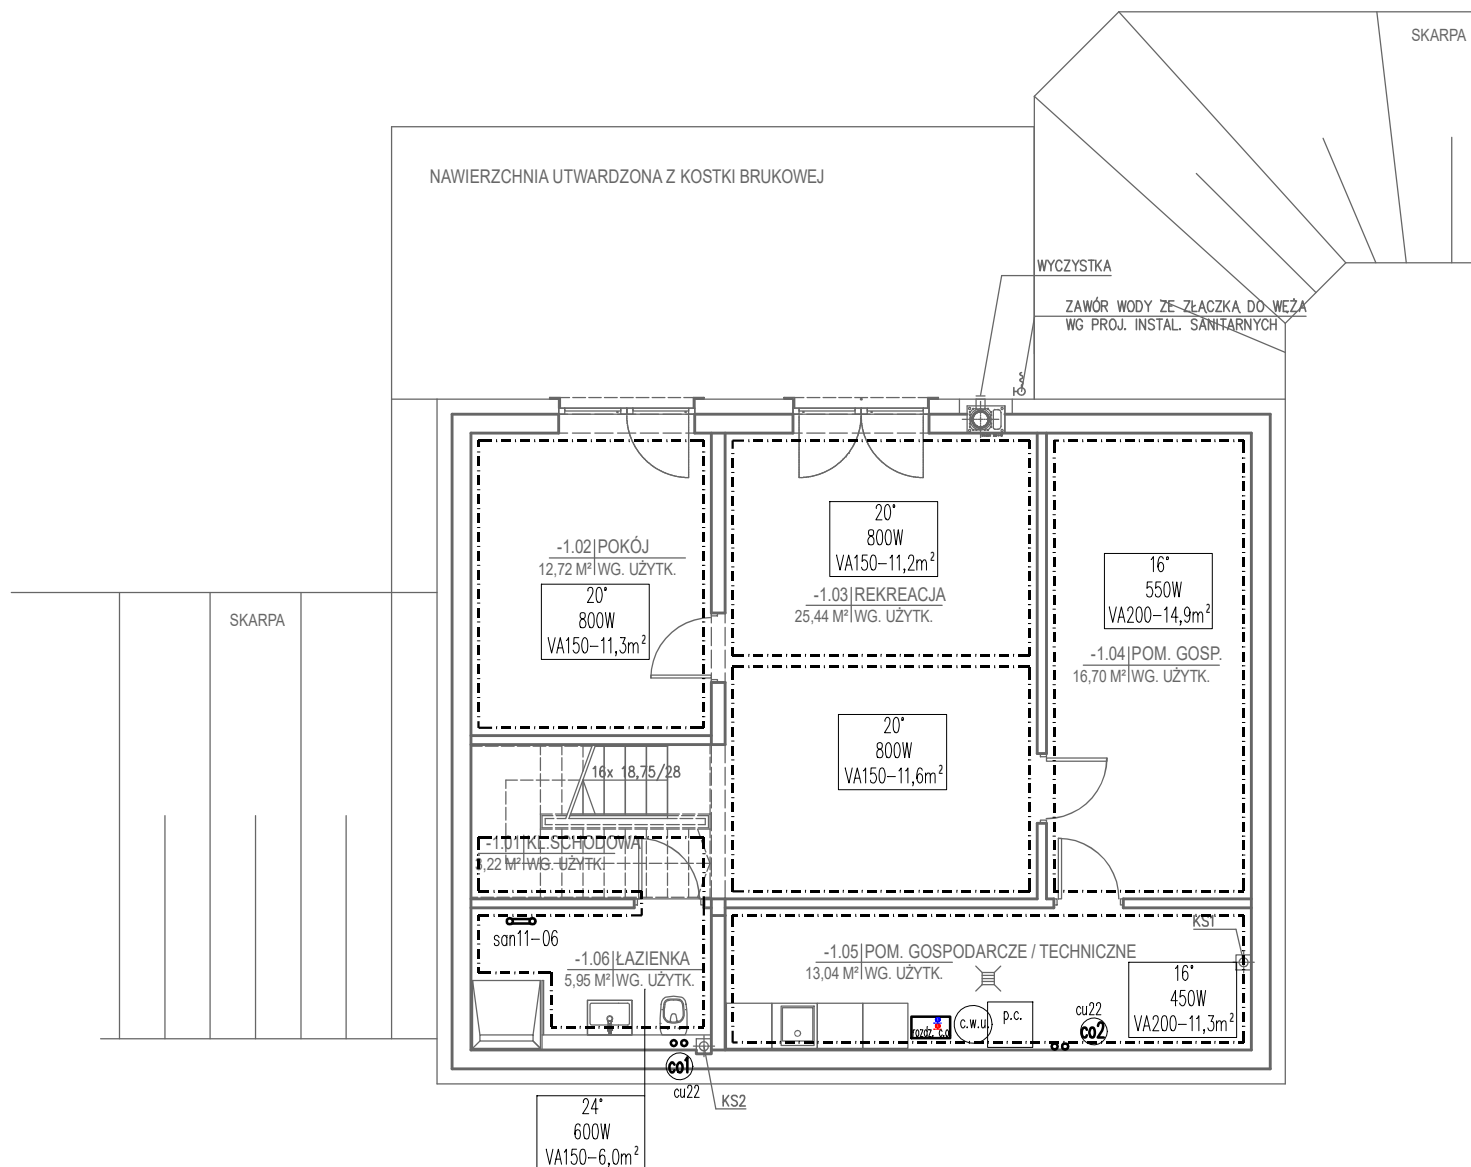 SKARPA
NAWIERZCHNIA UTWARDZONA Z KOSTKI BRUKOWEJ
WYCZYSTKA
ZAWÓR WODY ZE ZŁĄCZKĄ DO WĘŻA
WG PROJ. INSTAL. SANITARNYCH
-1.02 POKÓJ
12,72 M² WG. UŻYTK.
20°
800W
VA150-11,3m²
20°
800W
VA150-11,2m²
-1.03 REKREACJA
25,44 M² WG. UŻYTK.
16°
550W
VA200-14,9m²
-1.04 POM. GOSP.
16,70 M² WG. UŻYTK.
SKARPA
20°
800W
VA150-11,6m²
16x 18,75/28
-1.01 KL.SCHODOWA
,22 M² WG. UŻYTK.
san11-06
-1.06 ŁAZIENKA
5,95 M² WG. UŻYTK.
-1.05 POM. GOSPODARCZE / TECHNICZNE
13,04 M² WG. UŻYTK.
KS1
16°
450W
VA200-11,3m²
rozdz. c.o
c.w.u.
p.c.
cu22
co2
co1
cu22
KS2
24°
600W
VA150-6,0m²